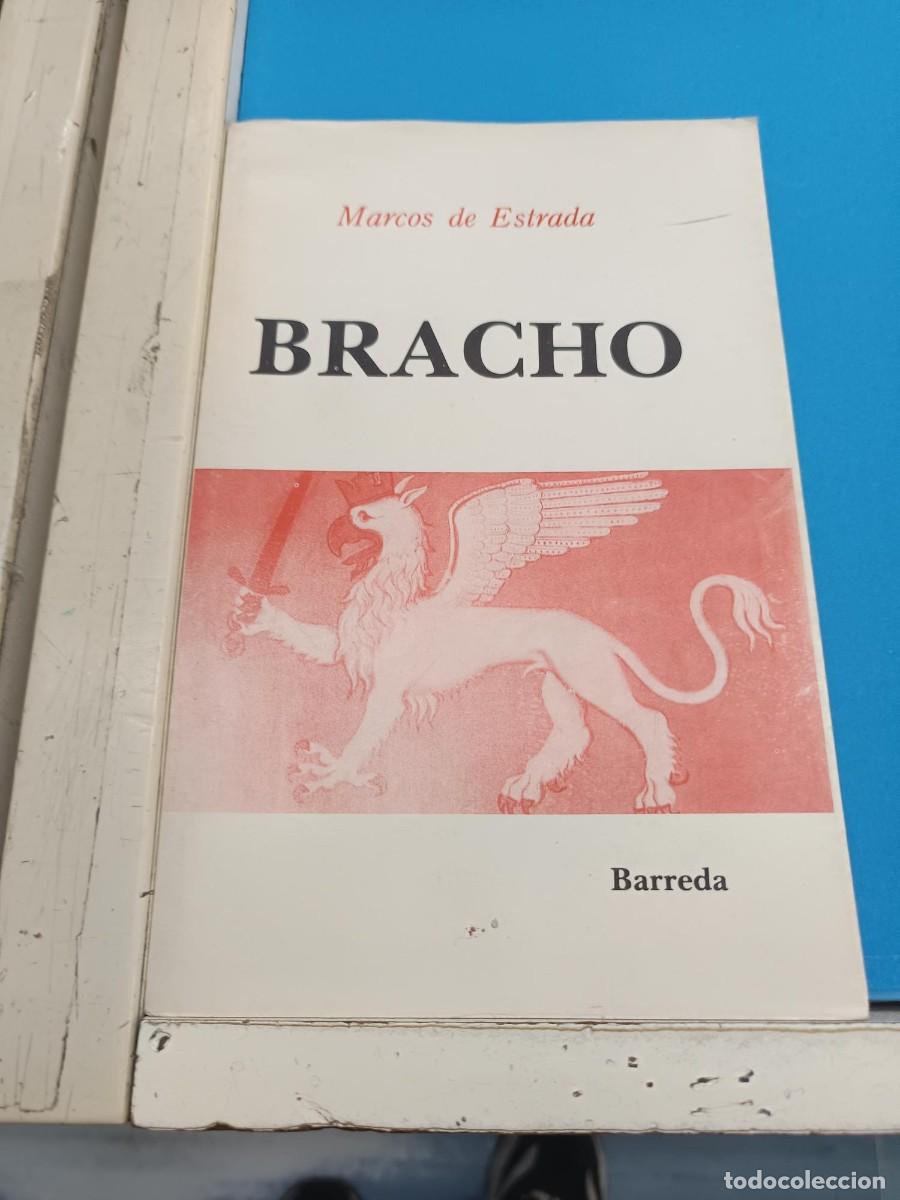 Marcos de Estrada
BRACHO
Barreda
todocoleccion